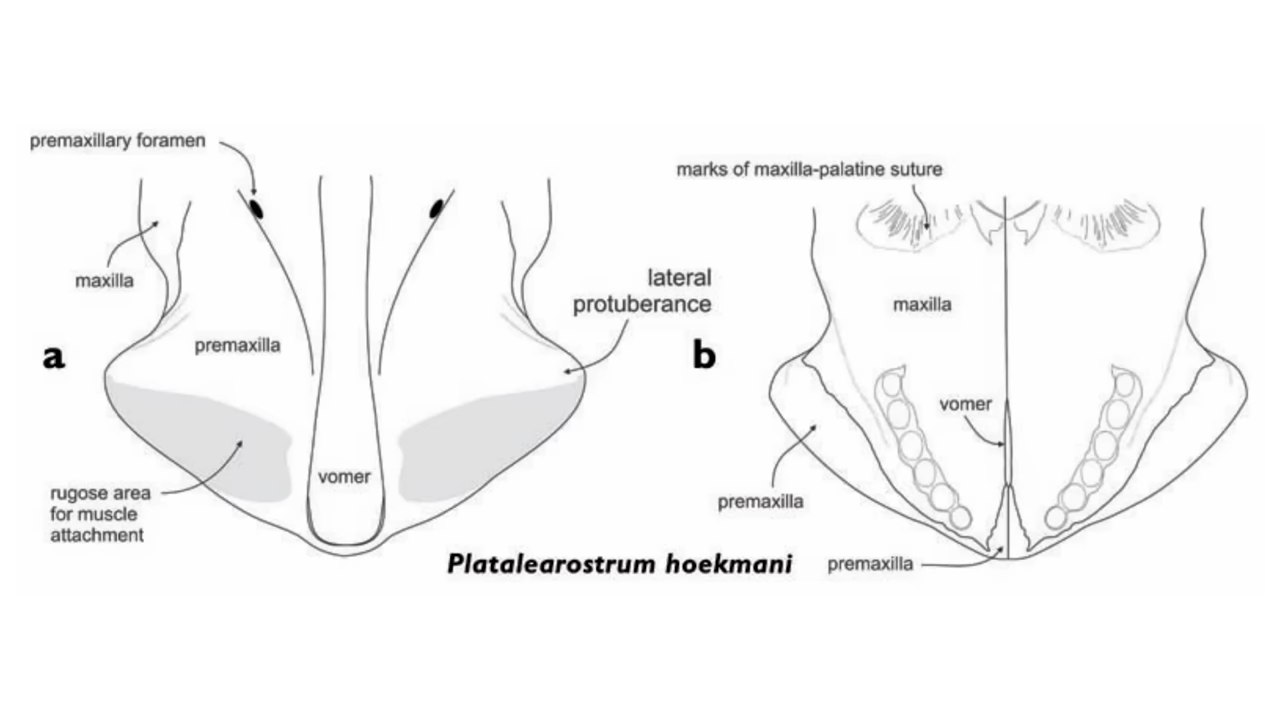 premaxillary foramen
maxilla
premaxilla
lateral
protuberance
a
vomer
rugose area
for muscle
attachment
Platalearostrum hoekmani
marks of maxilla-palatine suture
maxilla
b
vomer
premaxilla
premaxilla